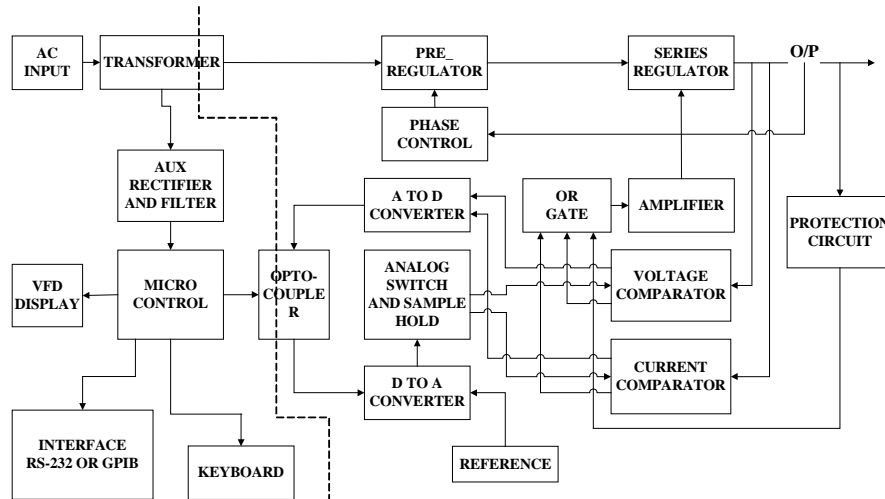 AC
INPUT
TRANSFORMER
PRE_
REGULATOR
SERIES
REGULATOR
O/P
PHASE
CONTROL
AUX
RECTIFIER
AND FILTER
A TO D
CONVERTER
OR
GATE
AMPLIFIER
PROTECTION
CIRCUIT
VFD
DISPLAY
MICRO
CONTROL
OPTO-
COUPLE
R
ANALOG
SWITCH
AND SAMPLE
HOLD
VOLTAGE
COMPARATOR
D TO A
CONVERTER
CURRENT
COMPARATOR
INTERFACE
RS-232 OR GPIB
KEYBOARD
REFERENCE